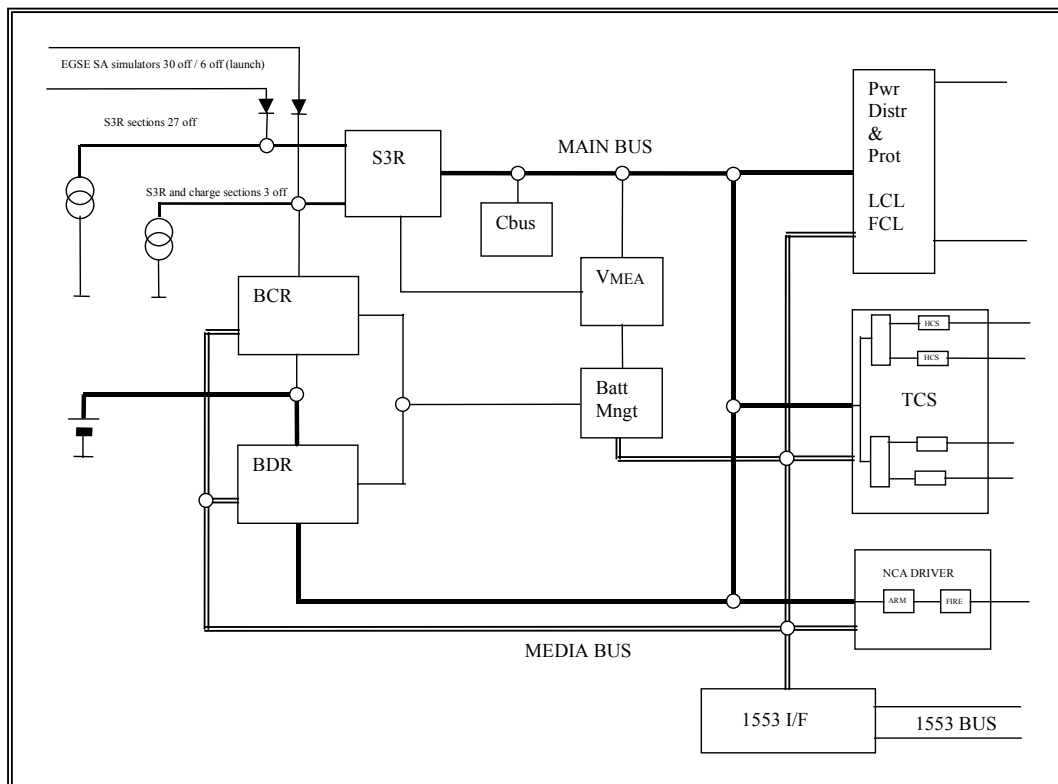 EGSE SA simulators 30 off / 6 off (launch)
S3R sections 27 off
S3R and charge sections 3 off
S3R
MAIN BUS
Cbus
VMEA
BCR
Batt
Mngt
BDR
Pwr
Distr
&
Prot
LCL
FCL
HCS
HCS
TCS
NCA DRIVER
ARM
FIRE
MEDIA BUS
1553 I/F
1553 BUS